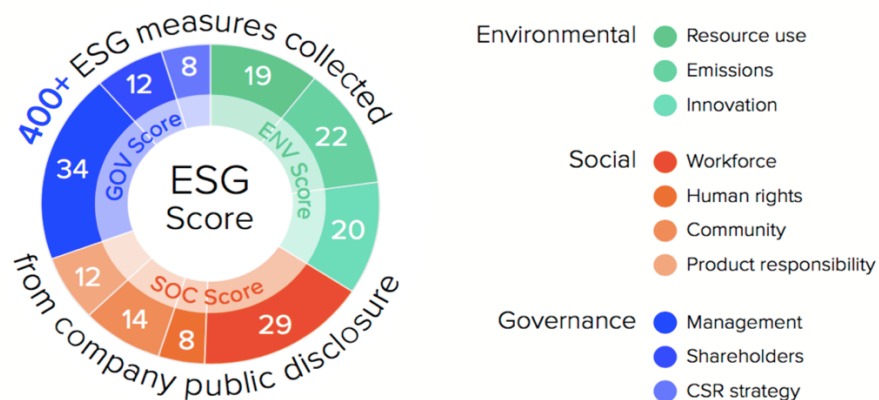 400+ ESG measures collected
from company public disclosure
ESG
Score
ENV Score
19
22
20
SOC Score
29
8
14
12
GOV Score
34
12
8
Environmental
Resource use
Emissions
Innovation
Social
Workforce
Human rights
Community
Product responsibility
Governance
Management
Shareholders
CSR strategy